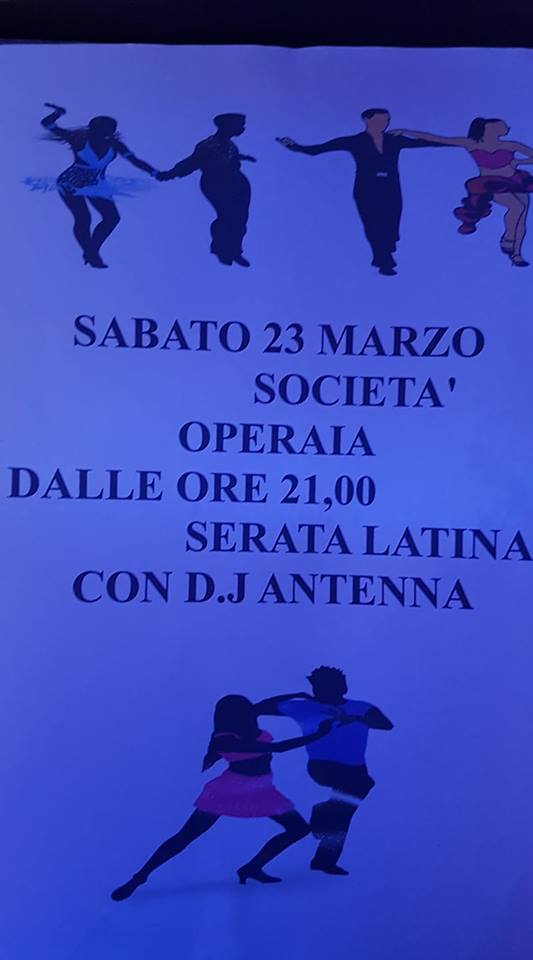 SABATO 23 MARZO
SOCIETA'
OPERAIA
DALLE ORE 21,00
SERATA LATINA
CON D.J ANTENNA